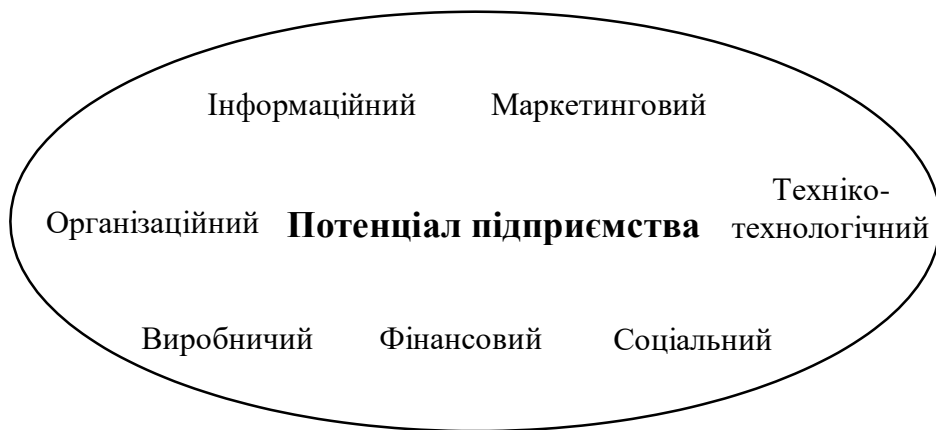 Інформаційний Маркетинговий
Організаційний Потенціал підприємства Техніко-
технологічний
Виробничий Фінансовий Соціальний